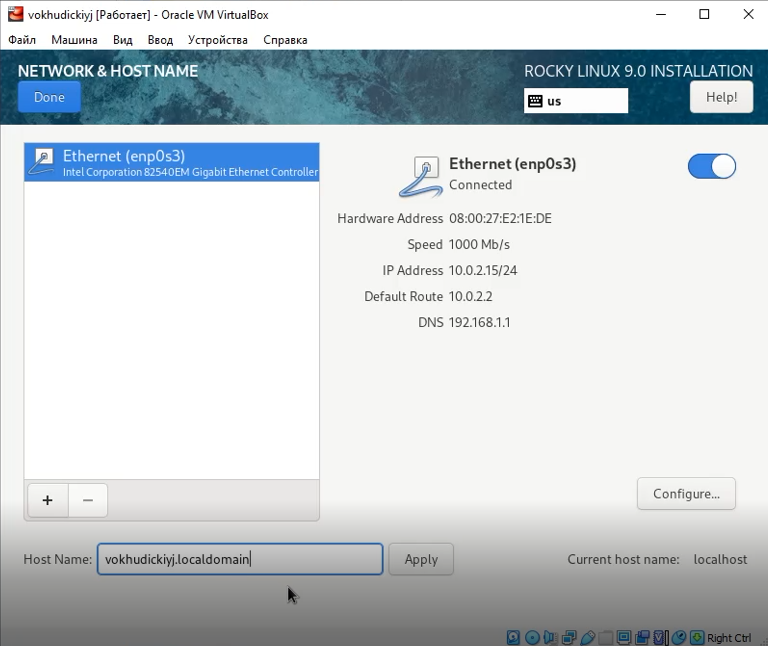 vokhudickiyj [Работает] - Oracle VM VirtualBox
Файл Машина Вид Ввод Устройства Справка
NETWORK & HOST NAME
ROCKY LINUX 9.0 INSTALLATION
Done
us
Help!
Ethernet (enp0s3)
Intel Corporation 82540EM Gigabit Ethernet Controller
Ethernet (enp0s3)
Connected
Hardware Address 08:00:27:E2:1E:DE
Speed 1000 Mb/s
IP Address 10.0.2.15/24
Default Route 10.0.2.2
DNS 192.168.1.1
+ −
Configure...
Host Name: vokhudickiyj.localdomain Apply Current host name: localhost
Right Ctrl